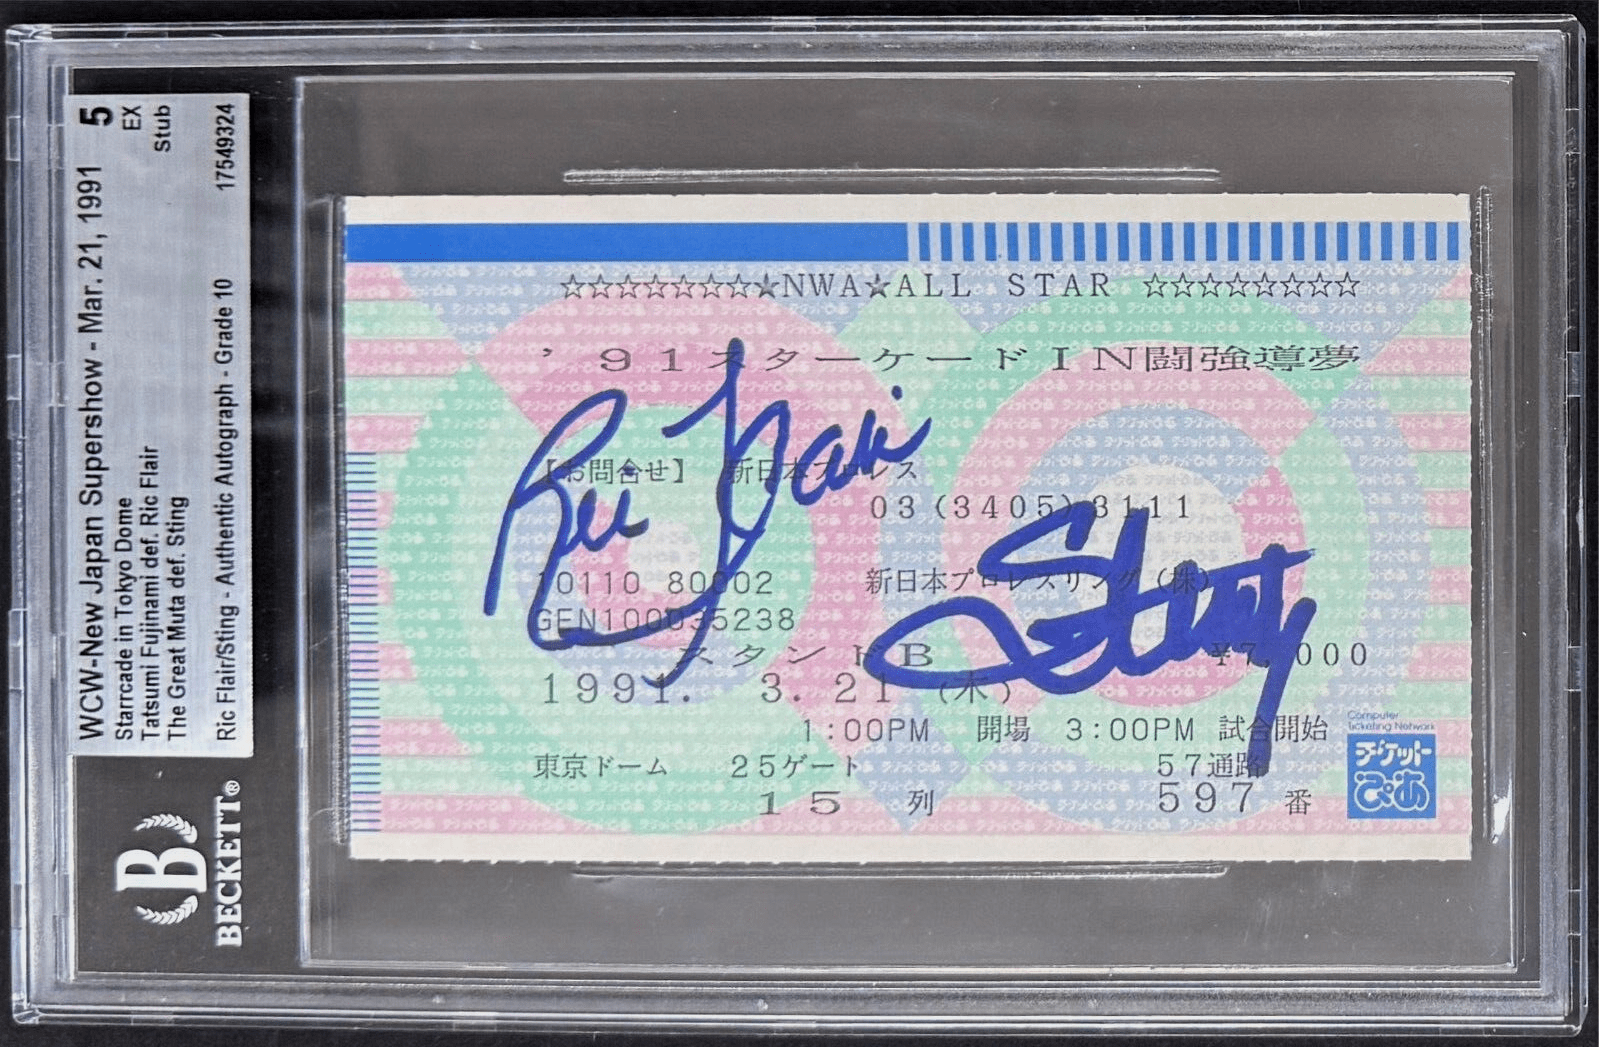 WCW-New Japan Supershow - Mar. 21, 1991 5
Starrcade in Tokyo Dome EX
Tatsumi Fujinami def. Ric Flair Stub
The Great Muta def. Sting
Ric Flair/Sting - Authentic Autograph - Grade 10 17549324
B
BECKETT®
☆☆☆☆☆☆☆★NWA★ALL STAR ☆☆☆☆☆☆☆☆
'91スターケードIN闘強導夢
Ric Flair
【お問合せ】 新日本プロレス
03(3405)3111
Sting
10110 80002 新日本プロレスリング(株)
GEN100035238
スタンドB ¥7,000
1991. 3. 21 (木)
1:00PM 開場 3:00PM 試合開始
東京ドーム 25ゲート 57通路
15 列 597 番
Computer
Ticketing Network
チケット
ぴあ